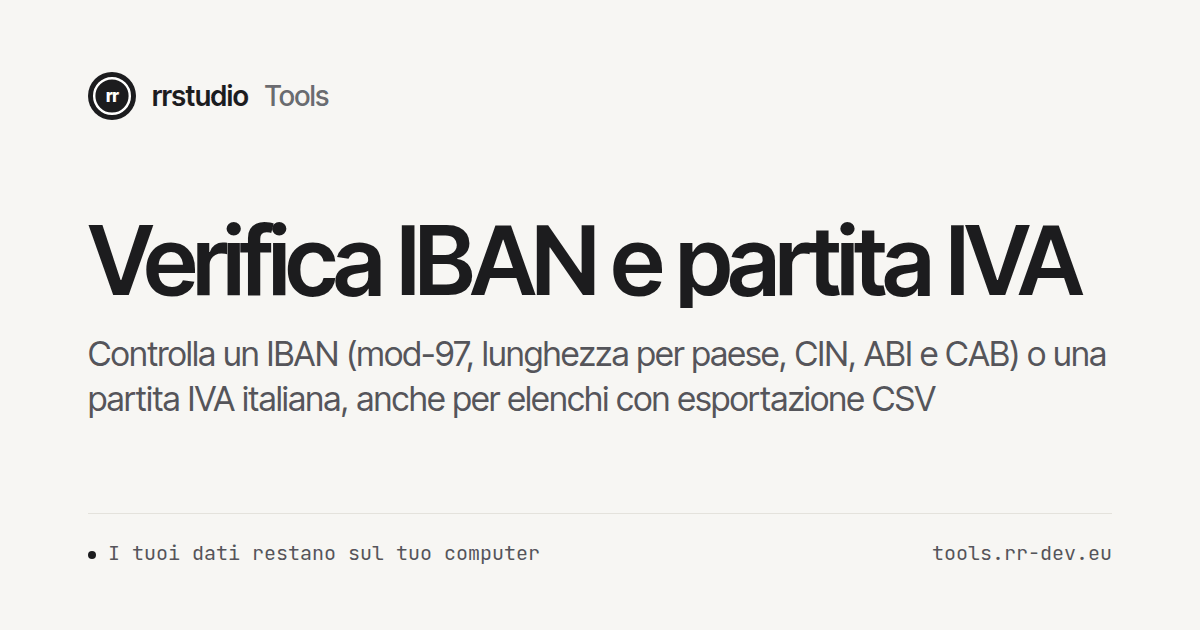 rr rrstudio Tools
Verifica IBAN e partita IVA
Controlla un IBAN (mod-97, lunghezza per paese, CIN, ABI e CAB) o una
partita IVA italiana, anche per elenchi con esportazione CSV
I tuoi dati restano sul tuo computer
tools.rr-dev.eu